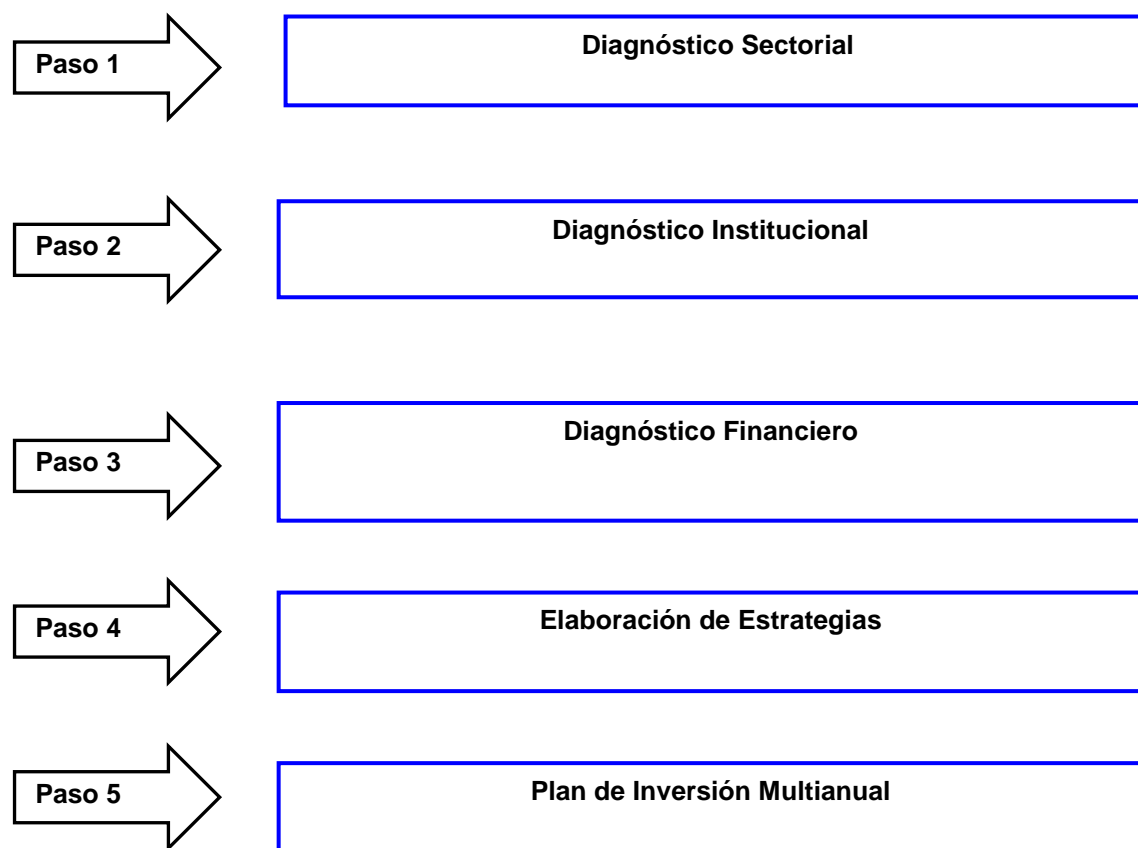 Paso 1
Diagnóstico Sectorial
Paso 2
Diagnóstico Institucional
Paso 3
Diagnóstico Financiero
Paso 4
Elaboración de Estrategias
Paso 5
Plan de Inversión Multianual